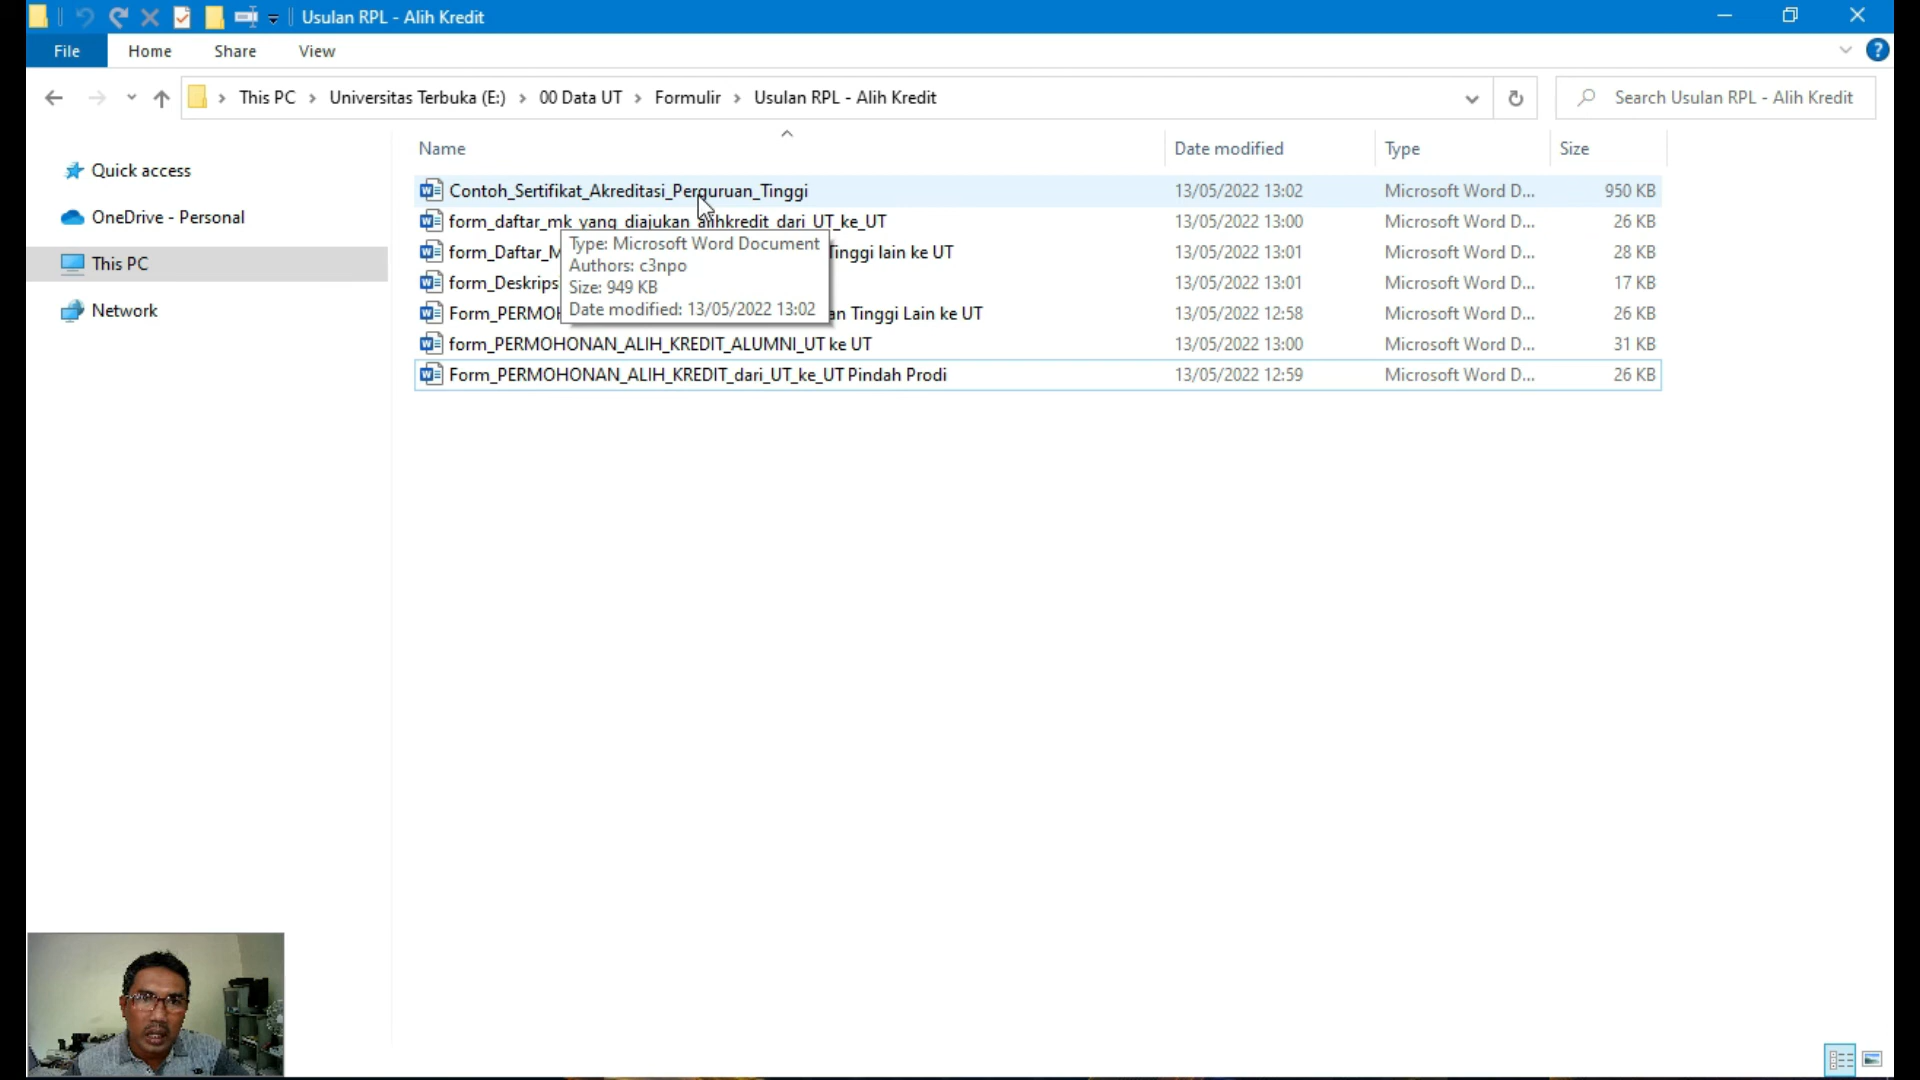 Usulan RPL - Alih Kredit
File Home Share View
This PC Universitas Terbuka (E:) 00 Data UT Formulir Usulan RPL - Alih Kredit
Search Usulan RPL - Alih Kredit
Quick access
OneDrive - Personal
This PC
Network
Name Date modified Type Size
Contoh_Sertifikat_Akreditasi_Perguruan_Tinggi 13/05/2022 13:02 Microsoft Word D... 950 KB
form_daftar_mk_yang_diajukan_alihkredit_dari_UT_ke_UT 13/05/2022 13:00 Microsoft Word D... 26 KB
form_Daftar_M Tinggi lain ke UT 13/05/2022 13:01 Microsoft Word D... 28 KB
form_Deskrips 13/05/2022 13:01 Microsoft Word D... 17 KB
Form_PERMOH an Tinggi Lain ke UT 13/05/2022 12:58 Microsoft Word D... 26 KB
form_PERMOHONAN_ALIH_KREDIT_ALUMNI_UT ke UT 13/05/2022 13:00 Microsoft Word D... 31 KB
Form_PERMOHONAN_ALIH_KREDIT_dari_UT_ke_UT Pindah Prodi 13/05/2022 12:59 Microsoft Word D... 26 KB
Type: Microsoft Word Document
Authors: c3npo
Size: 949 KB
Date modified: 13/05/2022 13:02